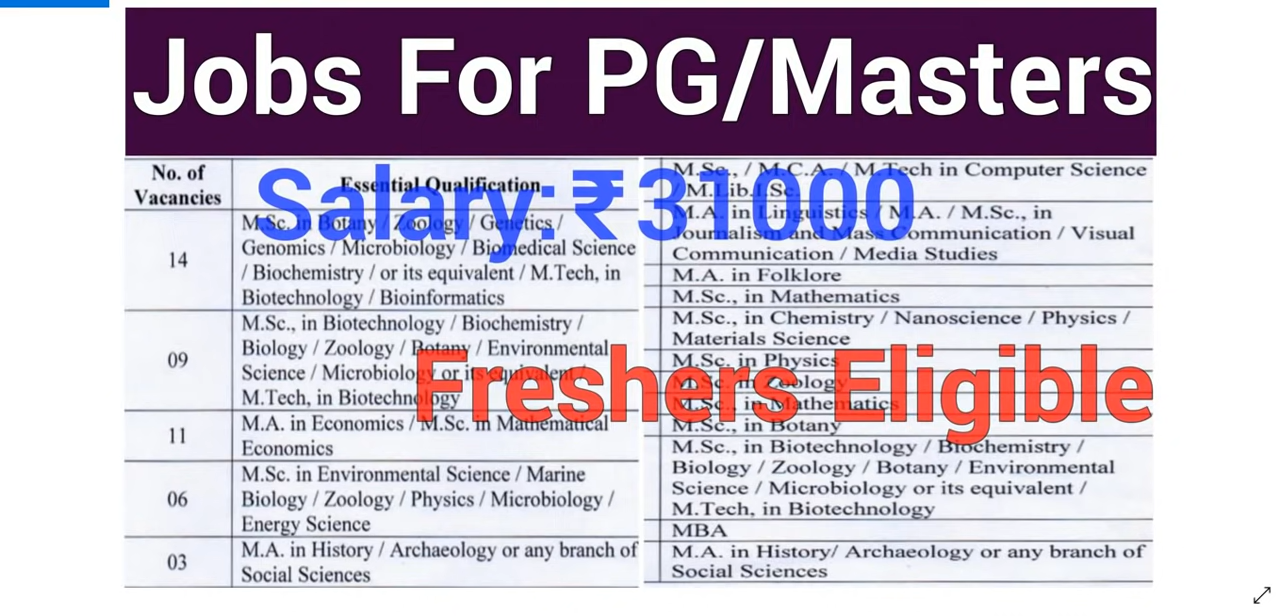 Jobs For PG/Masters
Salary:₹31000
Freshers Eligible
No. of
Vacancies
Essential Qualification
14
M.Sc. in Botany / Zoology / Genetics /
Genomics / Microbiology / Biomedical Science
/ Biochemistry / or its equivalent / M.Tech, in
Biotechnology / Bioinformatics
09
M.Sc., in Biotechnology / Biochemistry /
Biology / Zoology / Botany / Environmental
Science / Microbiology or its equivalent /
M.Tech, in Biotechnology
11
M.A. in Economics / M.Sc. in Mathematical
Economics
06
M.Sc. in Environmental Science / Marine
Biology / Zoology / Physics / Microbiology /
Energy Science
03
M.A. in History / Archaeology or any branch of
Social Sciences
M.Sc., / M.C.A. / M.Tech in Computer Science
/ M.Lib.I.Sc.
M.A. in Linguistics / M.A. / M.Sc., in
Journalism and Mass Communication / Visual
Communication / Media Studies
M.A. in Folklore
M.Sc., in Mathematics
M.Sc., in Chemistry / Nanoscience / Physics /
Materials Science
M.Sc. in Physics
M.Sc. in Zoology
M.Sc., in Mathematics
M.Sc., in Botany
M.Sc., in Biotechnology / Biochemistry /
Biology / Zoology / Botany / Environmental
Science / Microbiology or its equivalent /
M.Tech, in Biotechnology
MBA
M.A. in History/ Archaeology or any branch of
Social Sciences